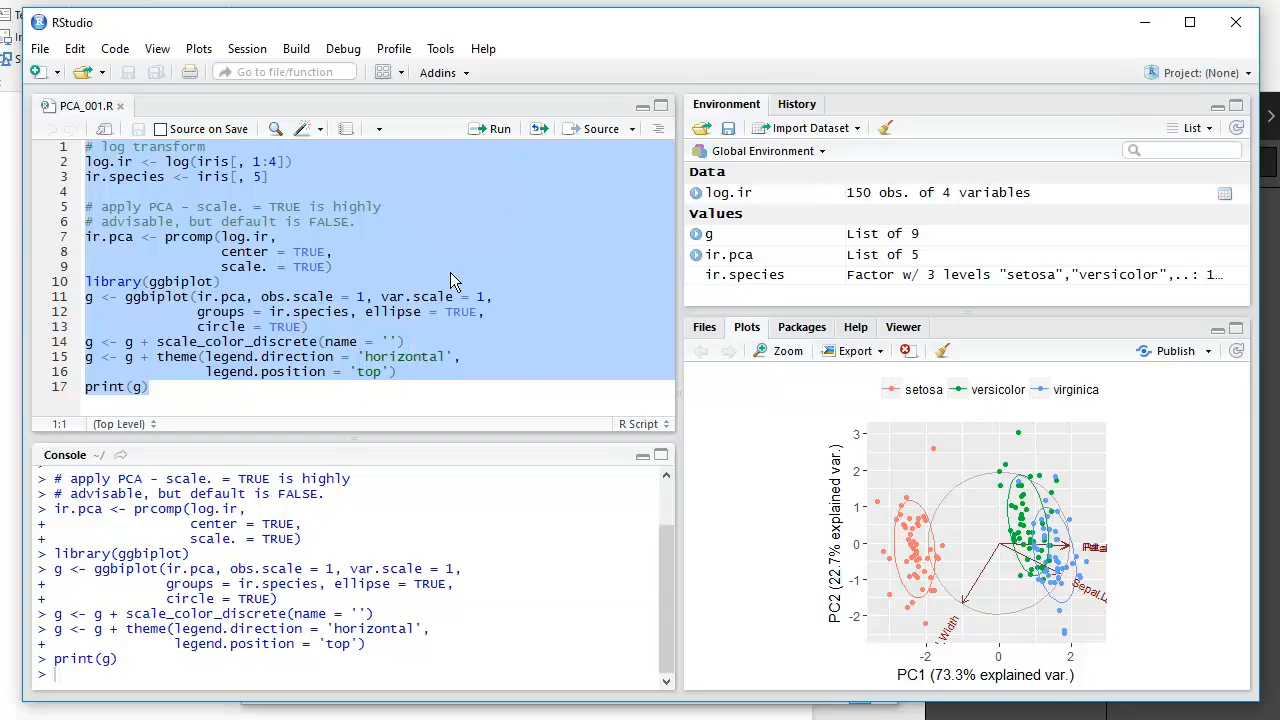 RStudio
File Edit Code View Plots Session Build Debug Profile Tools Help
Go to file/function Addins Project: (None)
PCA_001.R
Source on Save Run Source
1 # log transform
2 log.ir <- log(iris[, 1:4])
3 ir.species <- iris[, 5]
4
5 # apply PCA - scale. = TRUE is highly
6 # advisable, but default is FALSE.
7 ir.pca <- prcomp(log.ir,
8 center = TRUE,
9 scale. = TRUE)
10 library(ggbiplot)
11 g <- ggbiplot(ir.pca, obs.scale = 1, var.scale = 1,
12 groups = ir.species, ellipse = TRUE,
13 circle = TRUE)
14 g <- g + scale_color_discrete(name = '')
15 g <- g + theme(legend.direction = 'horizontal',
16 legend.position = 'top')
17 print(g)
1:1 (Top Level) R Script
Console ~/
> # apply PCA - scale. = TRUE is highly
> # advisable, but default is FALSE.
> ir.pca <- prcomp(log.ir,
+ center = TRUE,
+ scale. = TRUE)
> library(ggbiplot)
> g <- ggbiplot(ir.pca, obs.scale = 1, var.scale = 1,
+ groups = ir.species, ellipse = TRUE,
+ circle = TRUE)
> g <- g + scale_color_discrete(name = '')
> g <- g + theme(legend.direction = 'horizontal',
+ legend.position = 'top')
> print(g)
>
Environment History
Import Dataset List
Global Environment
Data
log.ir 150 obs. of 4 variables
Values
g List of 9
ir.pca List of 5
ir.species Factor w/ 3 levels "setosa","versicolor",..: 1…
Files Plots Packages Help Viewer
Zoom Export Publish
setosa versicolor virginica
3
2
1
0
-1
-2
PC2 (22.7% explained var.)
Sepal.L
Width
-2 0 2
PC1 (73.3% explained var.)